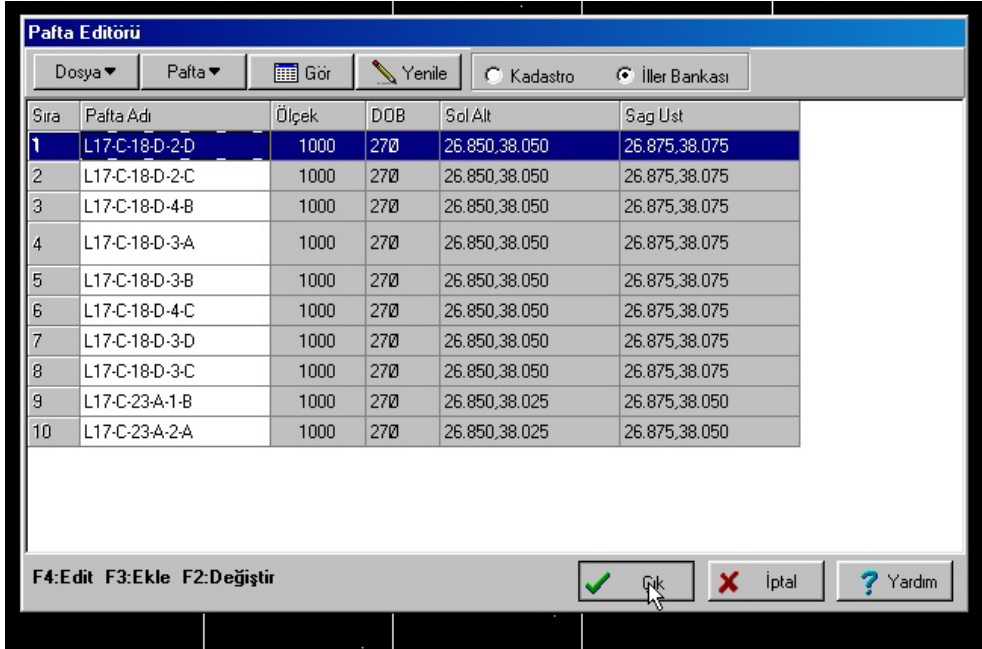 Pafta Editörü
Dosya Pafta Gör Yenile Kadastro İller Bankası
Sıra Pafta Adı Ölçek DOB Sol Alt Sag Ust
1 L17-C-18-D-2-D 1000 270 26.850,38.050 26.875,38.075
2 L17-C-18-D-2-C 1000 270 26.850,38.050 26.875,38.075
3 L17-C-18-D-4-B 1000 270 26.850,38.050 26.875,38.075
4 L17-C-18-D-3-A 1000 270 26.850,38.050 26.875,38.075
5 L17-C-18-D-3-B 1000 270 26.850,38.050 26.875,38.075
6 L17-C-18-D-4-C 1000 270 26.850,38.050 26.875,38.075
7 L17-C-18-D-3-D 1000 270 26.850,38.050 26.875,38.075
8 L17-C-18-D-3-C 1000 270 26.850,38.050 26.875,38.075
9 L17-C-23-A-1-B 1000 270 26.850,38.025 26.875,38.050
10 L17-C-23-A-2-A 1000 270 26.850,38.025 26.875,38.050
F4:Edit F3:Ekle F2:Değiştir Çık İptal Yardım